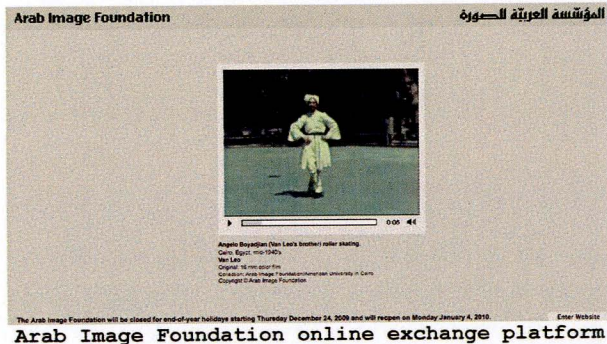 Arab Image Foundation
المؤسّسة العربيّة للصورة
0:06
Angelo Boyadjian (Van Leo's brother) roller skating.
Cairo, Egypt, mid-1940's
Van Leo
Original: 16 mm color film
Collection: Arab Image Foundation/American University in Cairo
Copyright © Arab Image Foundation
The Arab Image Foundation will be closed for end-of-year holidays starting Thursday December 24, 2009 and will reopen on Monday January 4, 2010.
Enter Website
Arab Image Foundation online exchange platform